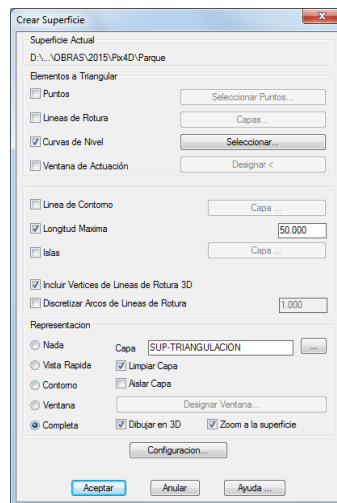 Crear Superficie
Superficie Actual
D:\...\OBRAS\2015\Pix4D\Parque
Elementos a Triangular
Puntos Seleccionar Puntos...
Lineas de Rotura Capas...
Curvas de Nivel Seleccionar...
Ventana de Actuación Designar <
Linea de Contorno Capa ...
Longitud Maxima 50.000
Islas Capa ...
Incluir Vertices de Lineas de Rotura 3D
Discretizar Arcos de Lineas de Rotura 1.000
Representacion
Nada Capa SUP-TRIANGULACION ...
Vista Rapida Limpiar Capa
Contorno Aislar Capa
Ventana Designar Ventana...
Completa Dibujar en 3D Zoom a la superficie
Configuracion...
Aceptar Anular Ayuda ...